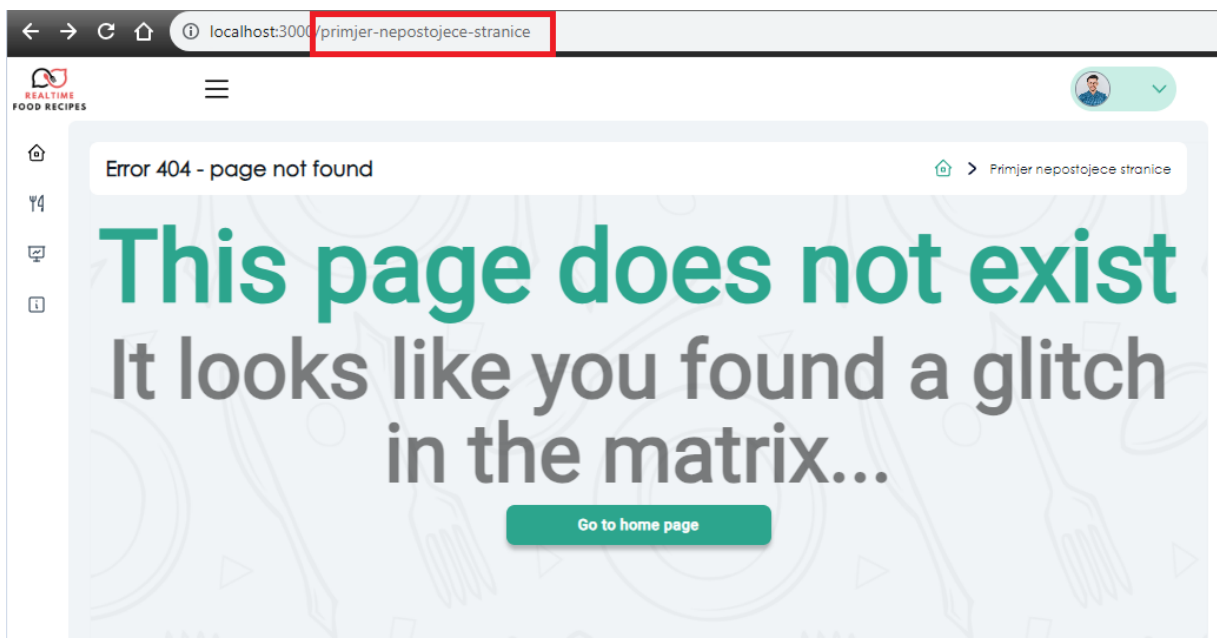 localhost:3000/primjer-nepostojece-stranice
REALTIME
FOOD RECIPES
Error 404 - page not found
Primjer nepostojece stranice
This page does not exist
It looks like you found a glitch
in the matrix...
Go to home page